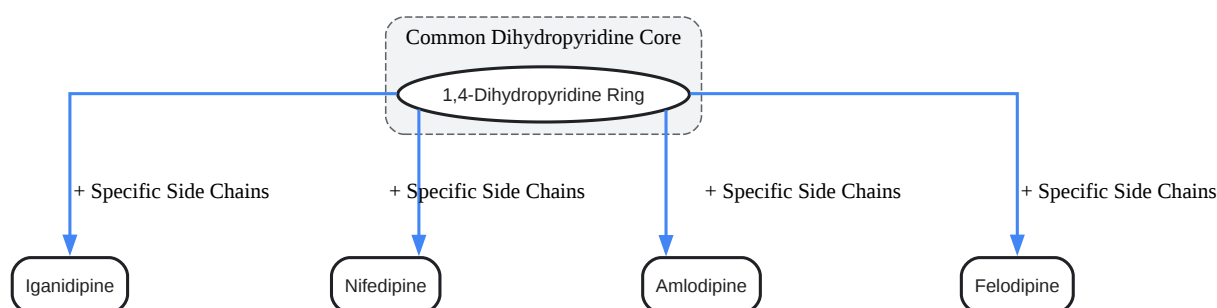 Common Dihydropyridine Core
1,4-Dihydropyridine Ring
+ Specific Side Chains
+ Specific Side Chains
+ Specific Side Chains
+ Specific Side Chains
Iganidipine
Nifedipine
Amlodipine
Felodipine